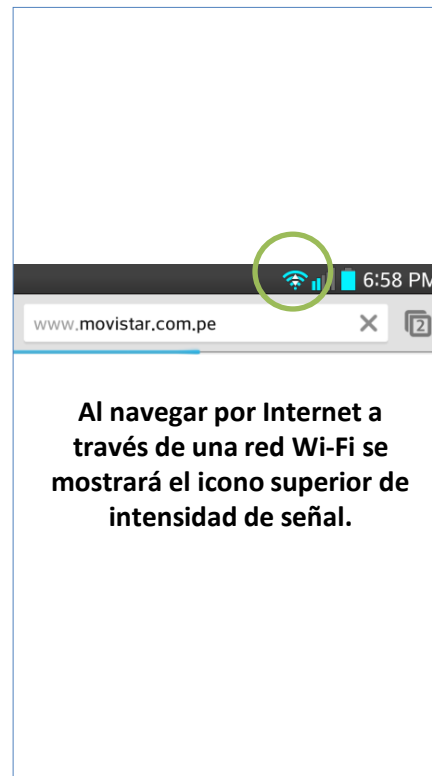 6:58 PM
www.movistar.com.pe
2
Al navegar por Internet a
través de una red Wi-Fi se
mostrará el icono superior de
intensidad de señal.